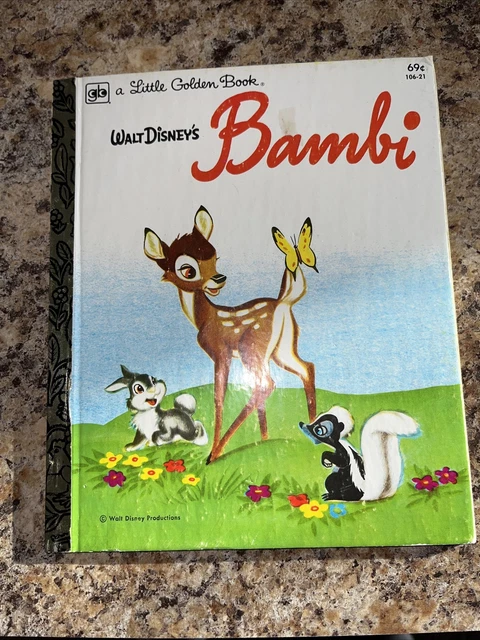 gb a Little Golden Book®
69¢
106-21
WALT DISNEY'S
Bambi
© Walt Disney Productions